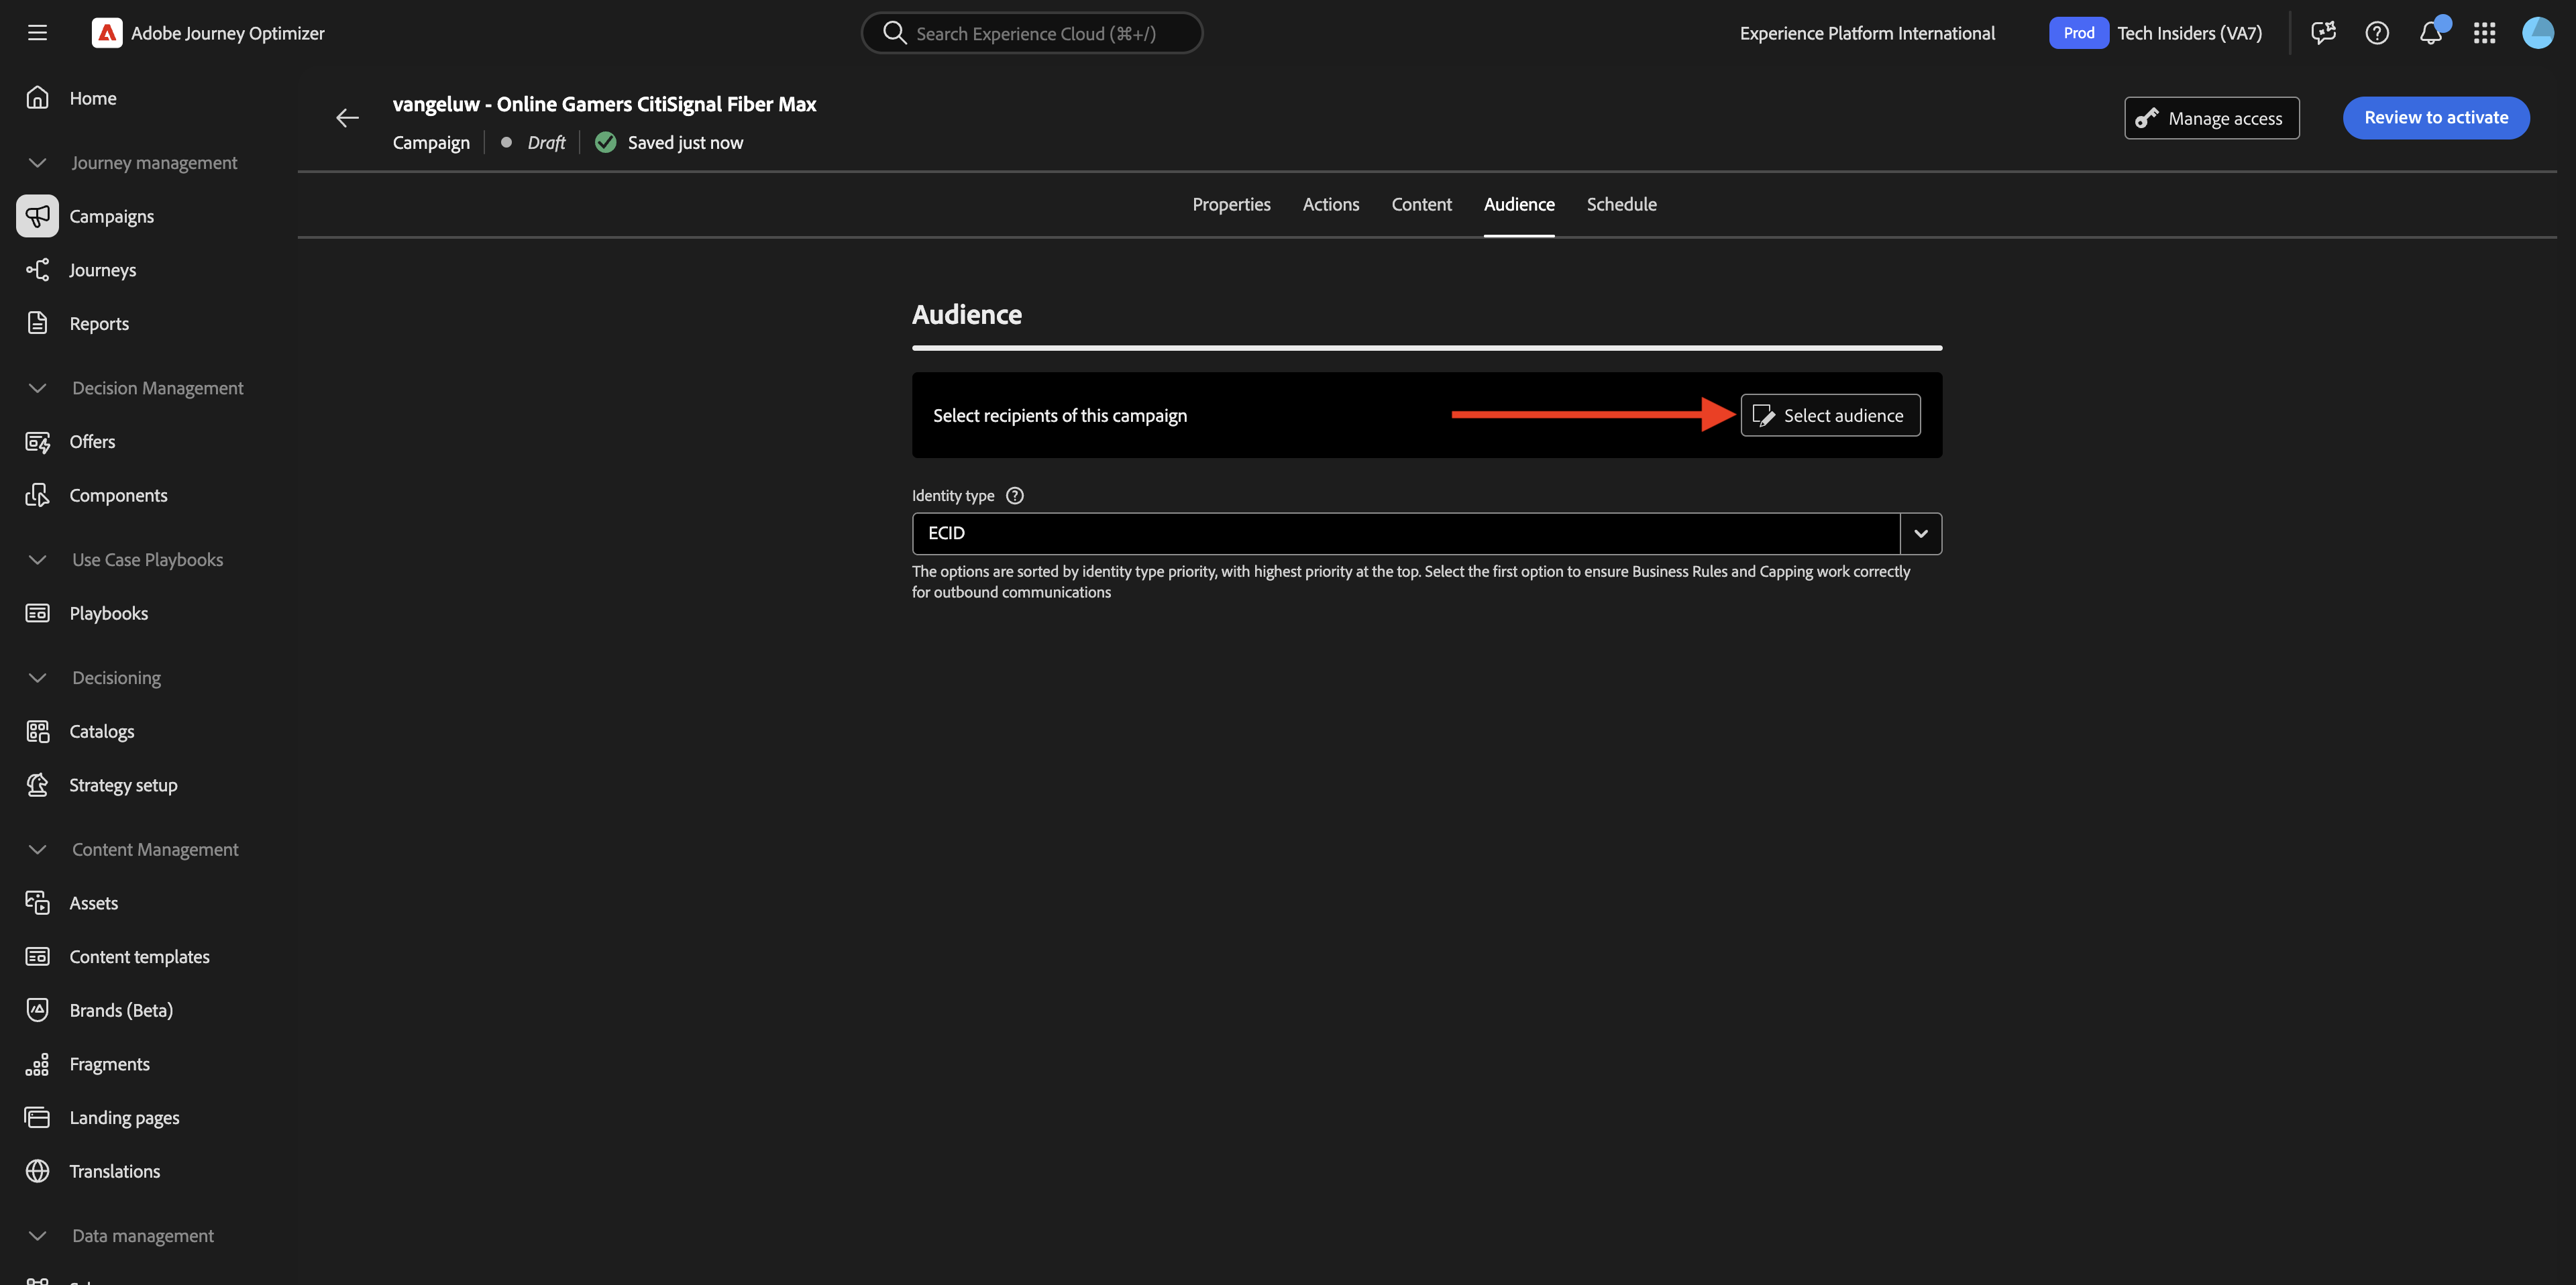 Adobe Journey Optimizer
Search Experience Cloud (⌘+/)
Experience Platform International
Prod
Tech Insiders (VA7)
Home
Journey management
Campaigns
Journeys
Reports
Decision Management
Offers
Components
Use Case Playbooks
Playbooks
Decisioning
Catalogs
Strategy setup
Content Management
Assets
Content templates
Brands (Beta)
Fragments
Landing pages
Translations
Data management
vangeluw - Online Gamers CitiSignal Fiber Max
Campaign
Draft
Saved just now
Manage access
Review to activate
Properties
Actions
Content
Audience
Schedule
Audience
Select recipients of this campaign
Select audience
Identity type
ECID
The options are sorted by identity type priority, with highest priority at the top. Select the first option to ensure Business Rules and Capping work correctly
for outbound communications